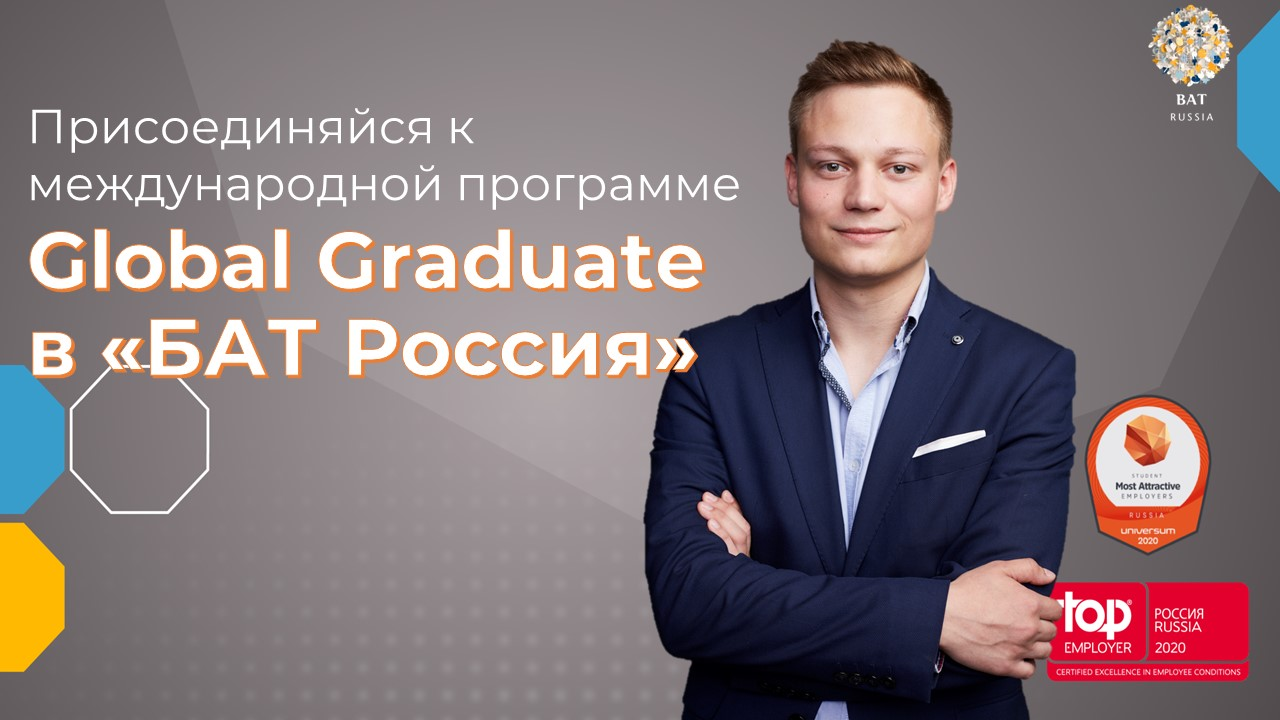 Присоединяйся к
международной программе
Global Graduate
в «БАТ Россия»
BAT
RUSSIA
STUDENT
Most Attractive
EMPLOYERS
RUSSIA
universum
2020
top
EMPLOYER
РОССИЯ
RUSSIA
2020
CERTIFIED EXCELLENCE IN EMPLOYEE CONDITIONS